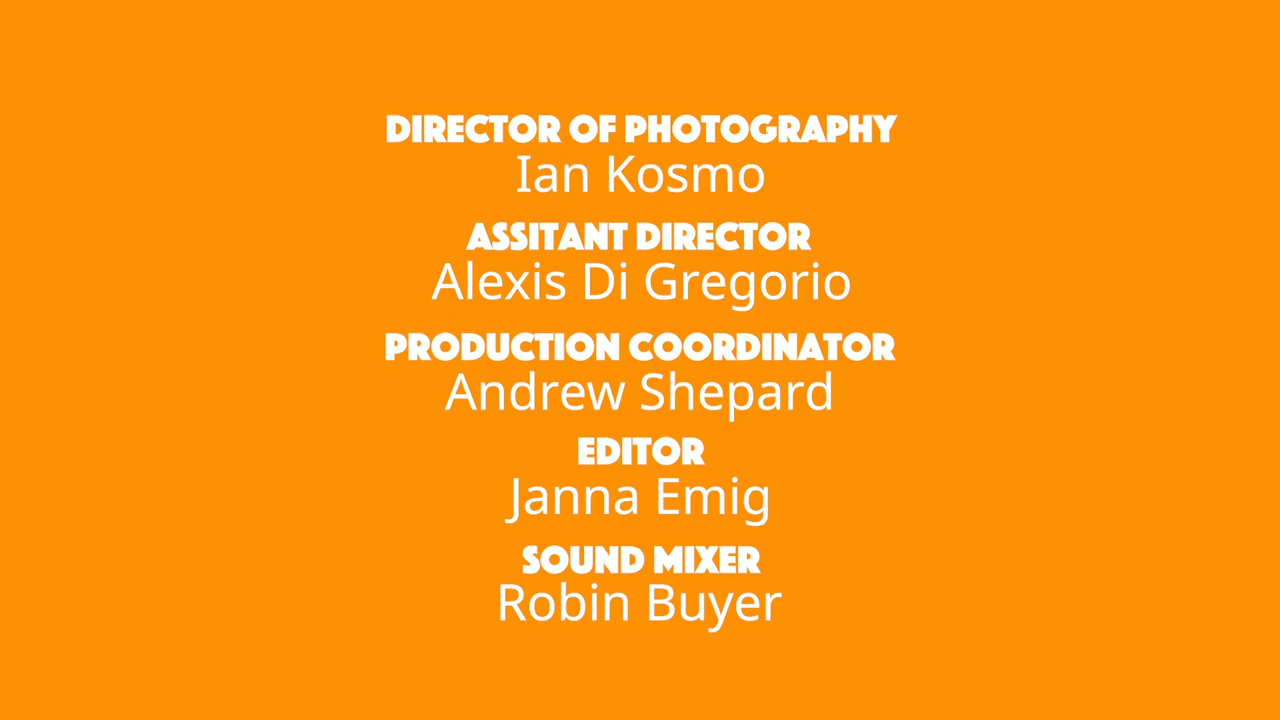 DIRECTOR OF PHOTOGRAPHY
Ian Kosmo
ASSITANT DIRECTOR
Alexis Di Gregorio
PRODUCTION COORDINATOR
Andrew Shepard
EDITOR
Janna Emig
SOUND MIXER
Robin Buyer